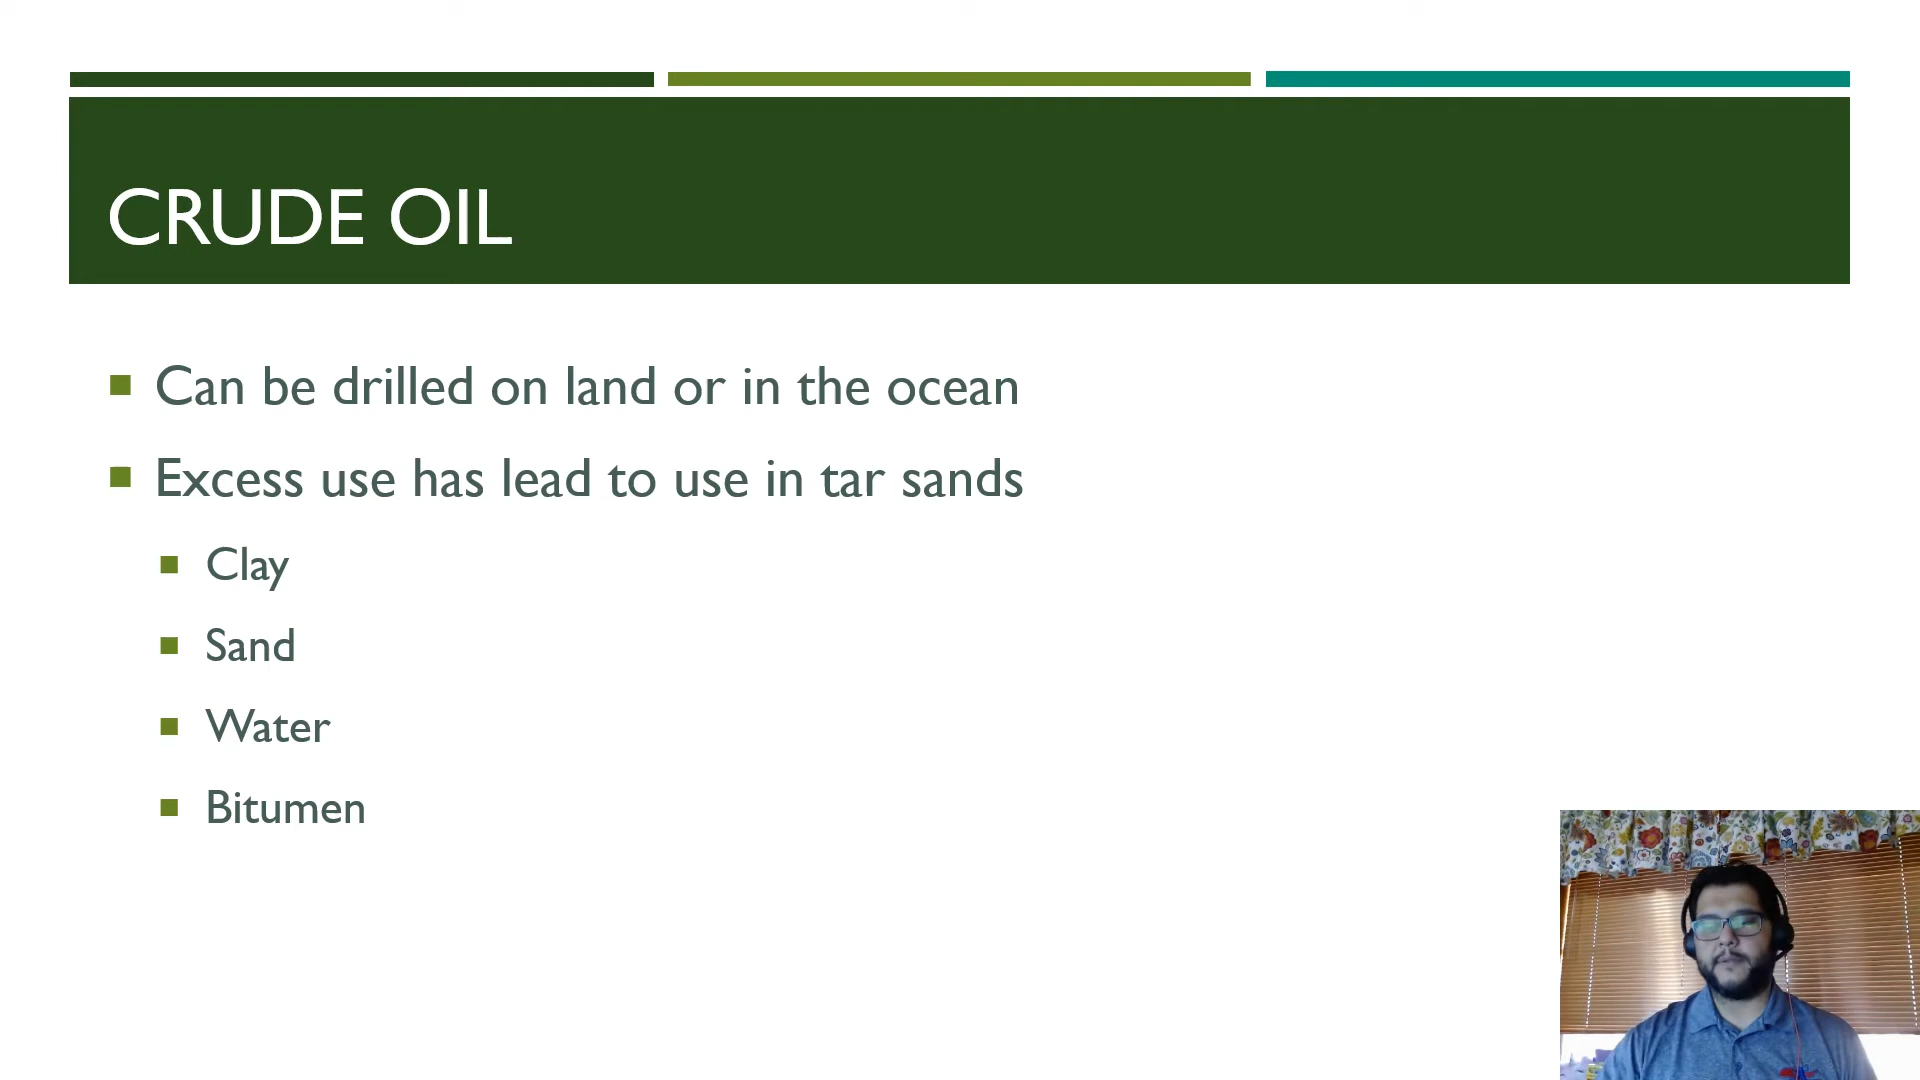 CRUDE OIL
Can be drilled on land or in the ocean
Excess use has lead to use in tar sands
Clay
Sand
Water
Bitumen